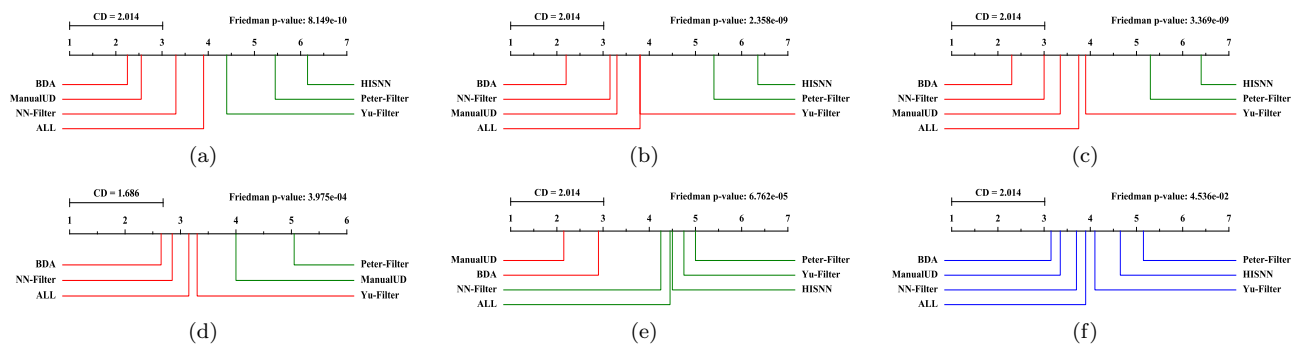 CD = 2.014 Friedman p-value: 8.149e-10
1 2 3 4 5 6 7
BDA HISNN
ManualUD Peter-Filter
NN-Filter Yu-Filter
ALL
(a)
CD = 2.014 Friedman p-value: 2.358e-09
1 2 3 4 5 6 7
BDA HISNN
NN-Filter Peter-Filter
ManualUD Yu-Filter
ALL
(b)
CD = 2.014 Friedman p-value: 3.369e-09
1 2 3 4 5 6 7
BDA HISNN
NN-Filter Peter-Filter
ManualUD Yu-Filter
ALL
(c)
CD = 1.686 Friedman p-value: 3.975e-04
1 2 3 4 5 6
BDA Peter-Filter
NN-Filter ManualUD
ALL Yu-Filter
(d)
CD = 2.014 Friedman p-value: 6.762e-05
1 2 3 4 5 6 7
ManualUD Peter-Filter
BDA Yu-Filter
NN-Filter HISNN
ALL
(e)
CD = 2.014 Friedman p-value: 4.536e-02
1 2 3 4 5 6 7
BDA Peter-Filter
ManualUD HISNN
NN-Filter Yu-Filter
ALL
(f)